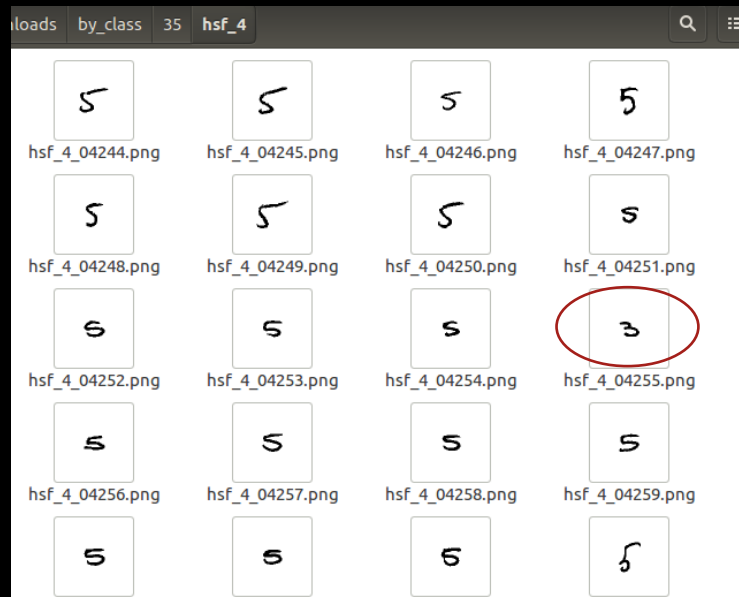 by_class 35 hsf_4
5 5 5 5
hsf_4_04244.png hsf_4_04245.png hsf_4_04246.png hsf_4_04247.png
5 5 5 5
hsf_4_04248.png hsf_4_04249.png hsf_4_04250.png hsf_4_04251.png
5 5 5 3
hsf_4_04252.png hsf_4_04253.png hsf_4_04254.png hsf_4_04255.png
5 5 5 5
hsf_4_04256.png hsf_4_04257.png hsf_4_04258.png hsf_4_04259.png
5 5 5 5